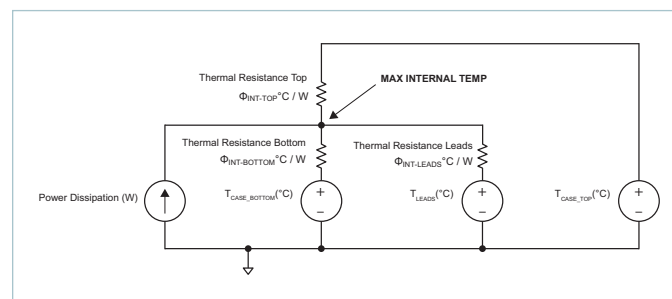 Thermal Resistance Top
ΦINT-TOP°C / W
MAX INTERNAL TEMP
Thermal Resistance Bottom
ΦINT-BOTTOM°C / W
Thermal Resistance Leads
ΦINT-LEADS°C / W
Power Dissipation (W)
TCASE_BOTTOM(°C)
+
−
TLEADS(°C)
+
−
TCASE_TOP(°C)
+
−